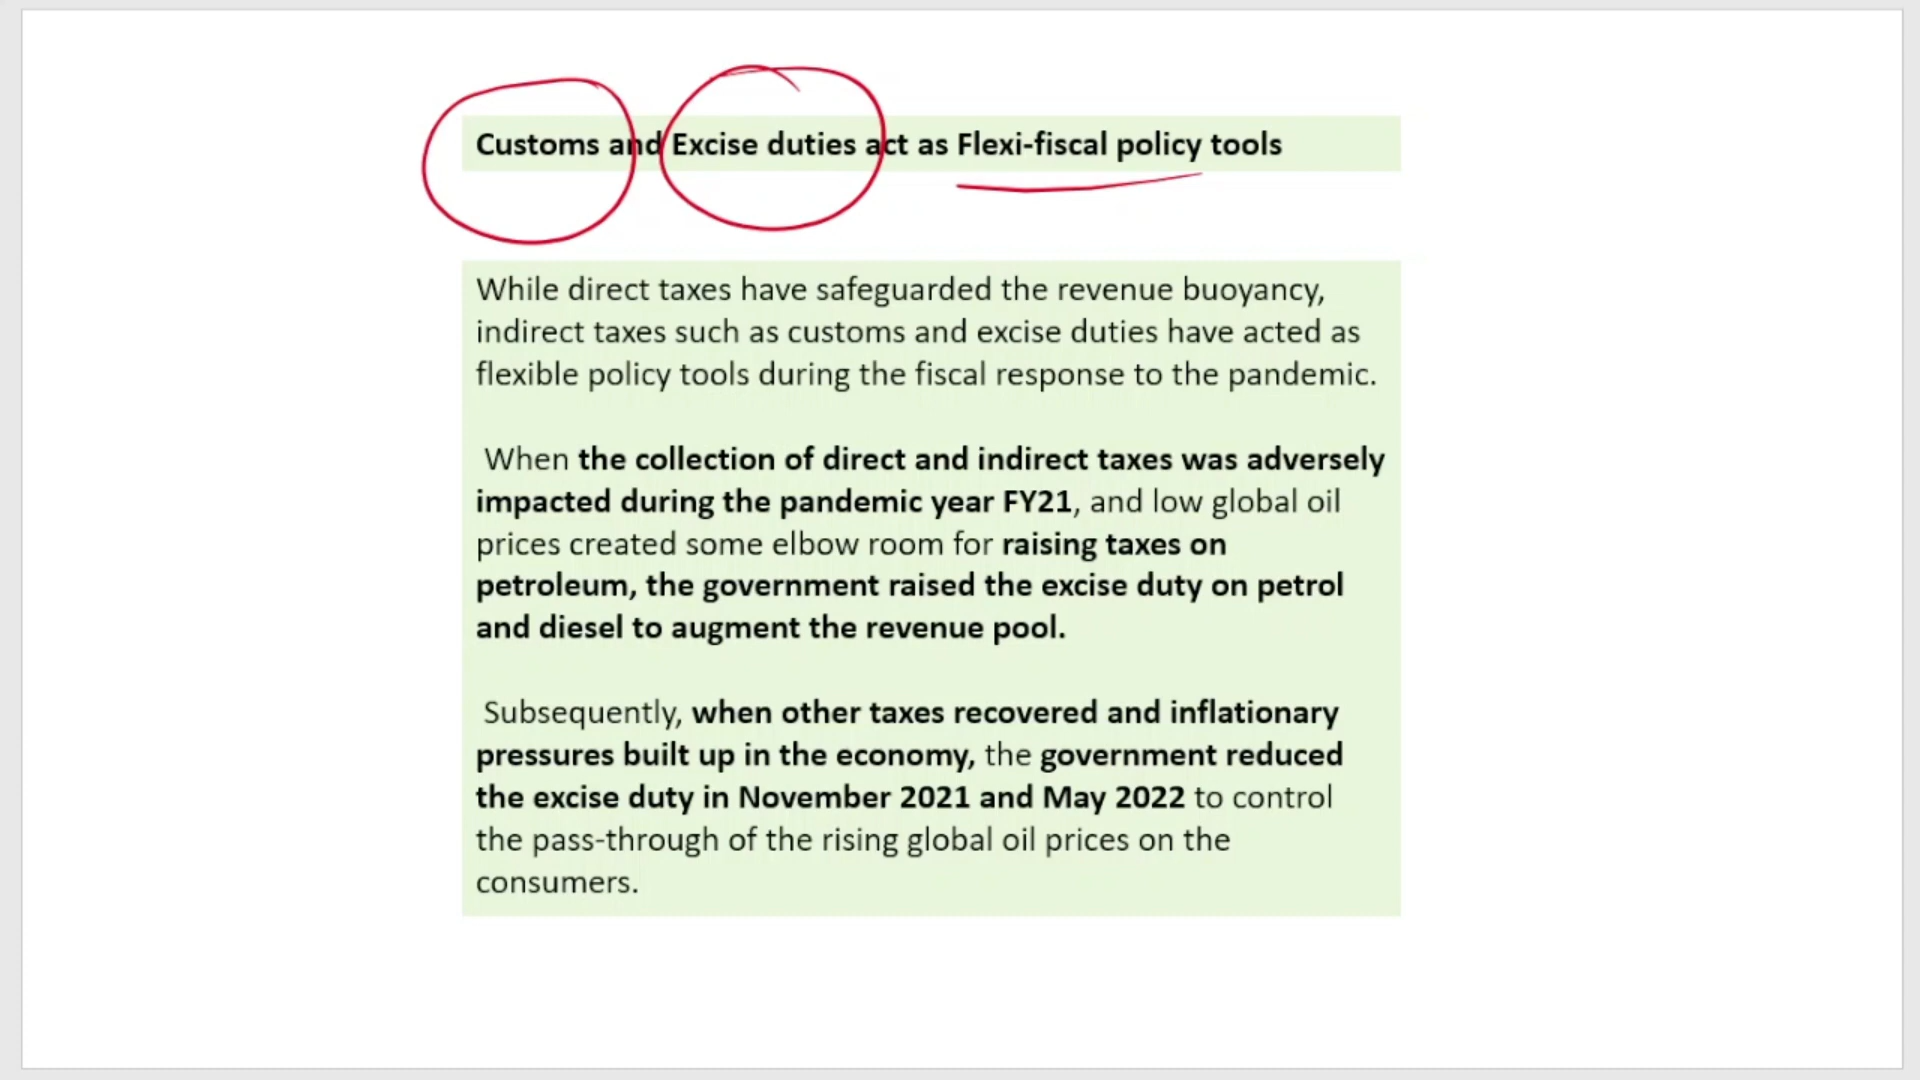 Customs and Excise duties act as Flexi-fiscal policy tools
While direct taxes have safeguarded the revenue buoyancy,
indirect taxes such as customs and excise duties have acted as
flexible policy tools during the fiscal response to the pandemic.
When the collection of direct and indirect taxes was adversely
impacted during the pandemic year FY21, and low global oil
prices created some elbow room for raising taxes on
petroleum, the government raised the excise duty on petrol
and diesel to augment the revenue pool.
Subsequently, when other taxes recovered and inflationary
pressures built up in the economy, the government reduced
the excise duty in November 2021 and May 2022 to control
the pass-through of the rising global oil prices on the
consumers.